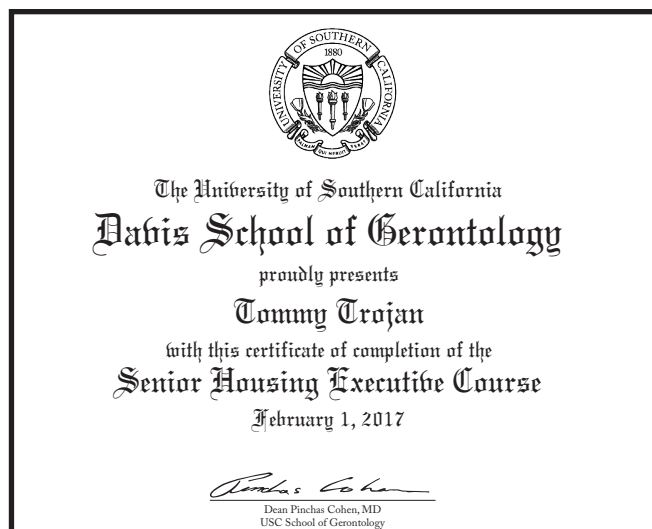 UNIVERSITY OF SOUTHERN CALIFORNIA
1880
PALMAM QUI MERUIT FERAT
The University of Southern California
Davis School of Gerontology
proudly presents
Tommy Trojan
with this certificate of completion of the
Senior Housing Executive Course
February 1, 2017
Pinchas Cohen
Dean Pinchas Cohen, MD
USC School of Gerontology